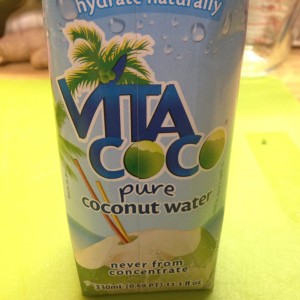 hydrate naturally
VITA
COCO
pure
coconut water
never from
concentrate
330mL (0.69 PT) 11.1 fl oz